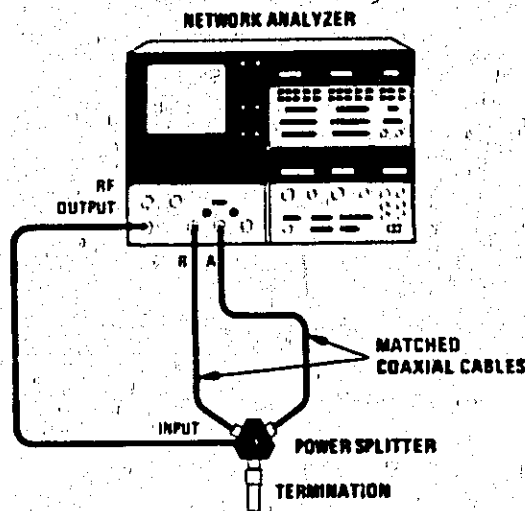 NETWORK ANALYZER
RF
OUTPUT
R
A
MATCHED
COAXIAL CABLES
INPUT
POWER SPLITTER
TERMINATION